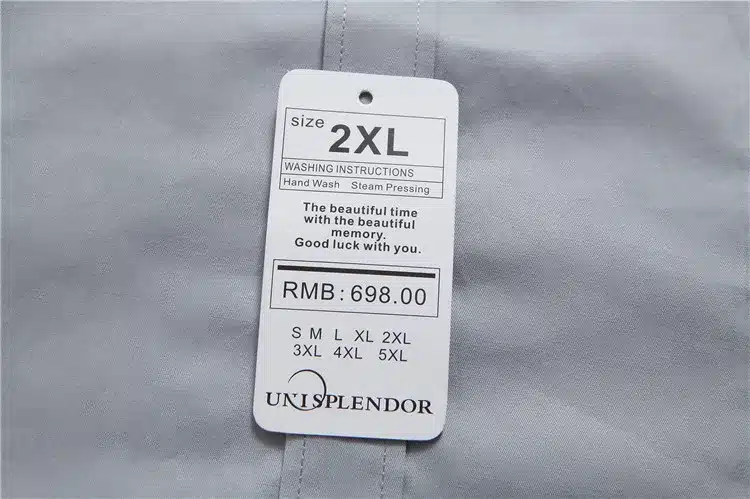 size 2XL
WASHING INSTRUCTIONS
Hand Wash Steam Pressing
The beautiful time
with the beautiful
memory.
Good luck with you.
RMB: 698.00
S M L XL 2XL
3XL 4XL 5XL
UNISPLENDOR